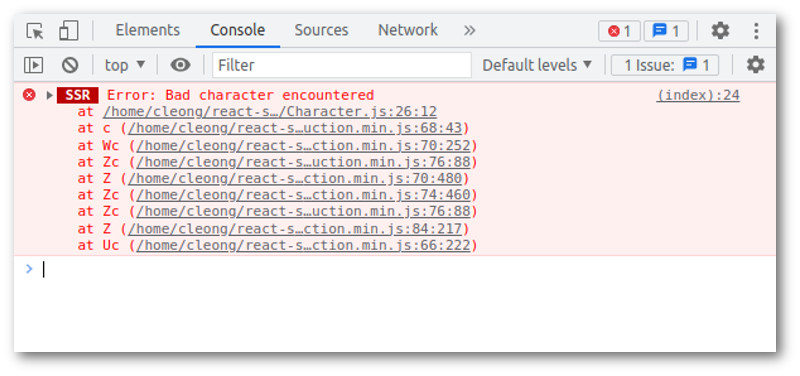 Elements Console Sources Network » 1 1
top ▼ Filter Default levels ▼ 1 Issue: 1
SSR Error: Bad character encountered (index):24
at /home/cleong/react-s…/Character.js:26:12
at c (/home/cleong/react-s…uction.min.js:68:43)
at Wc (/home/cleong/react-s…ction.min.js:70:252)
at Zc (/home/cleong/react-s…uction.min.js:76:88)
at Z (/home/cleong/react-s…ction.min.js:70:480)
at Zc (/home/cleong/react-s…ction.min.js:74:460)
at Zc (/home/cleong/react-s…uction.min.js:76:88)
at Z (/home/cleong/react-s…ction.min.js:84:217)
at Uc (/home/cleong/react-s…ction.min.js:66:222)
>